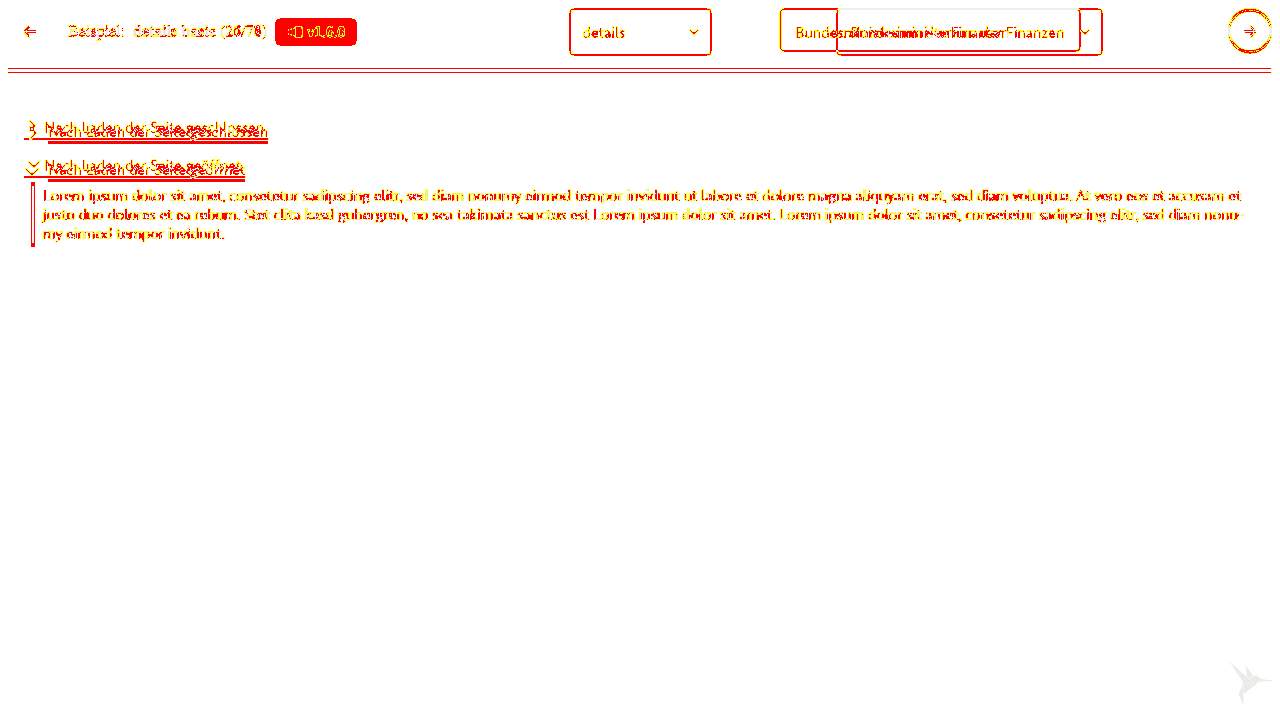 Beispiel: details basic (26/78) v1.6.0
details
Bundesministerium der Finanzen
Nach Laden der Seite geschlossen
Nach Laden der Seite geöffnet
Lorem ipsum dolor sit amet, consetetur sadipscing elitr, sed diam nonumy eirmod tempor invidunt ut labore et dolore magna aliquyam erat, sed diam voluptua. At vero eos et accusam et
justo duo dolores et ea rebum. Stet clita kasd gubergren, no sea takimata sanctus est Lorem ipsum dolor sit amet. Lorem ipsum dolor sit amet, consetetur sadipscing elitr, sed diam nonu-
my eirmod tempor invidunt.